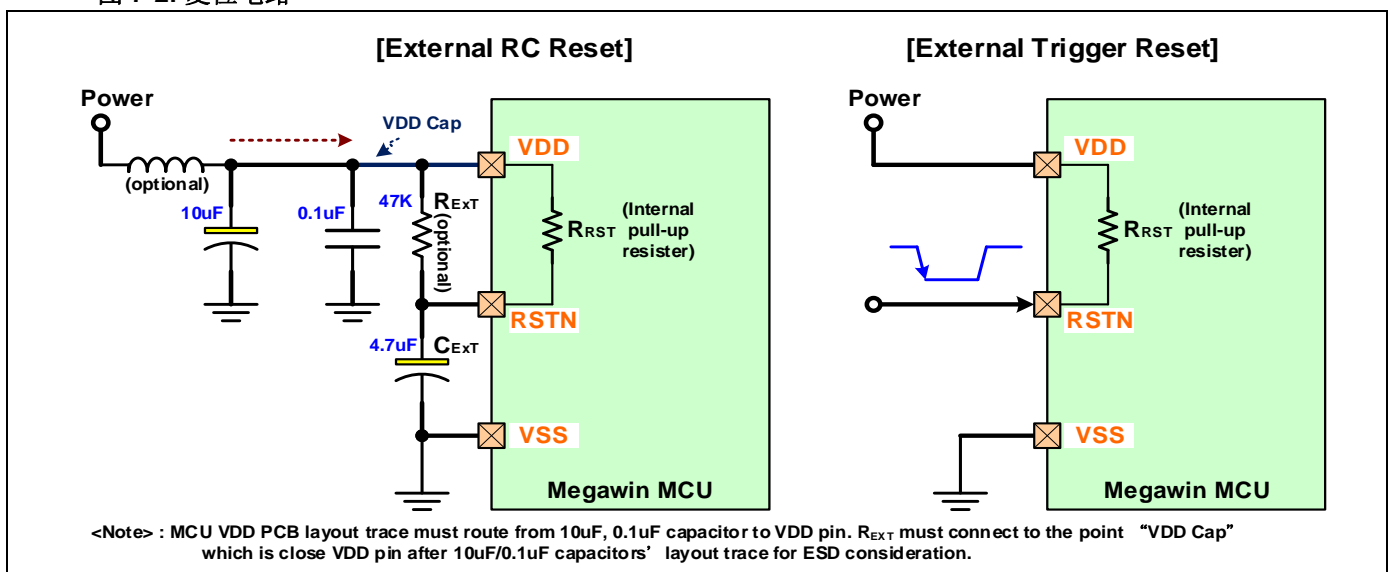 [External RC Reset]
[External Trigger Reset]
Power
VDD Cap
VDD
(optional)
10uF
0.1uF
47K
RExT
(optional)
RRST
(Internal
pull-up
resister)
RSTN
4.7uF
CExT
VSS
Megawin MCU
Power
VDD
RRST
(Internal
pull-up
resister)
RSTN
VSS
Megawin MCU
<Note> : MCU VDD PCB layout trace must route from 10uF, 0.1uF capacitor to VDD pin. REXT must connect to the point “VDD Cap”
which is close VDD pin after 10uF/0.1uF capacitors’ layout trace for ESD consideration.